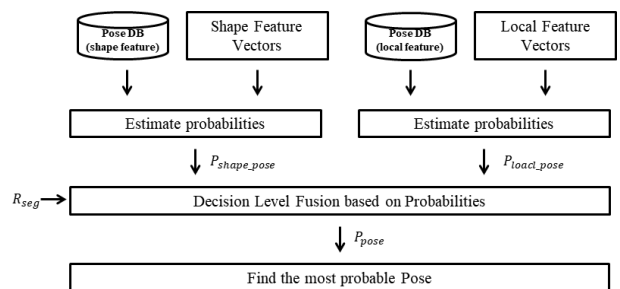 Pose DB
(shape feature)
Shape Feature
Vectors
Pose DB
(local feature)
Local Feature
Vectors
Estimate probabilities
Estimate probabilities
P_shape_pose
P_loacl_pose
R_seg
Decision Level Fusion based on Probabilities
P_pose
Find the most probable Pose